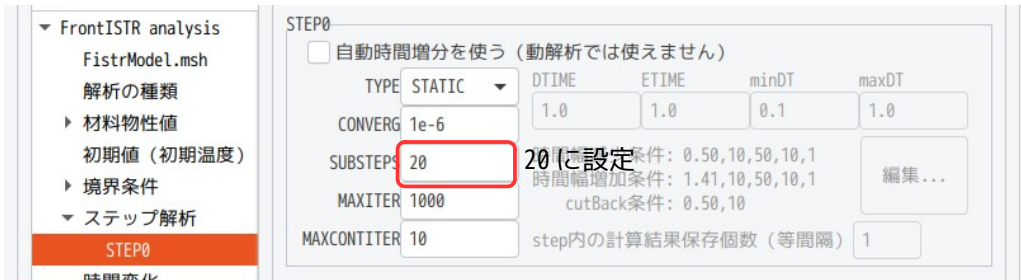 FrontISTR analysis
FistrModel.msh
解析の種類
材料物性値
初期値（初期温度）
境界条件
ステップ解析
STEP0
時間変化
STEP0
自動時間増分を使う（動解析では使えません）
TYPE STATIC DTIME ETIME minDT maxDT
1.0 1.0 0.1 1.0
CONVERG 1e-6
SUBSTEPS 20 20に設定 条件: 0.50,10,50,10,1
時間幅増加条件: 1.41,10,50,10,1 編集...
MAXITER 1000 cutBack条件: 0.50,10
MAXCONTITER 10 step内の計算結果保存個数（等間隔） 1